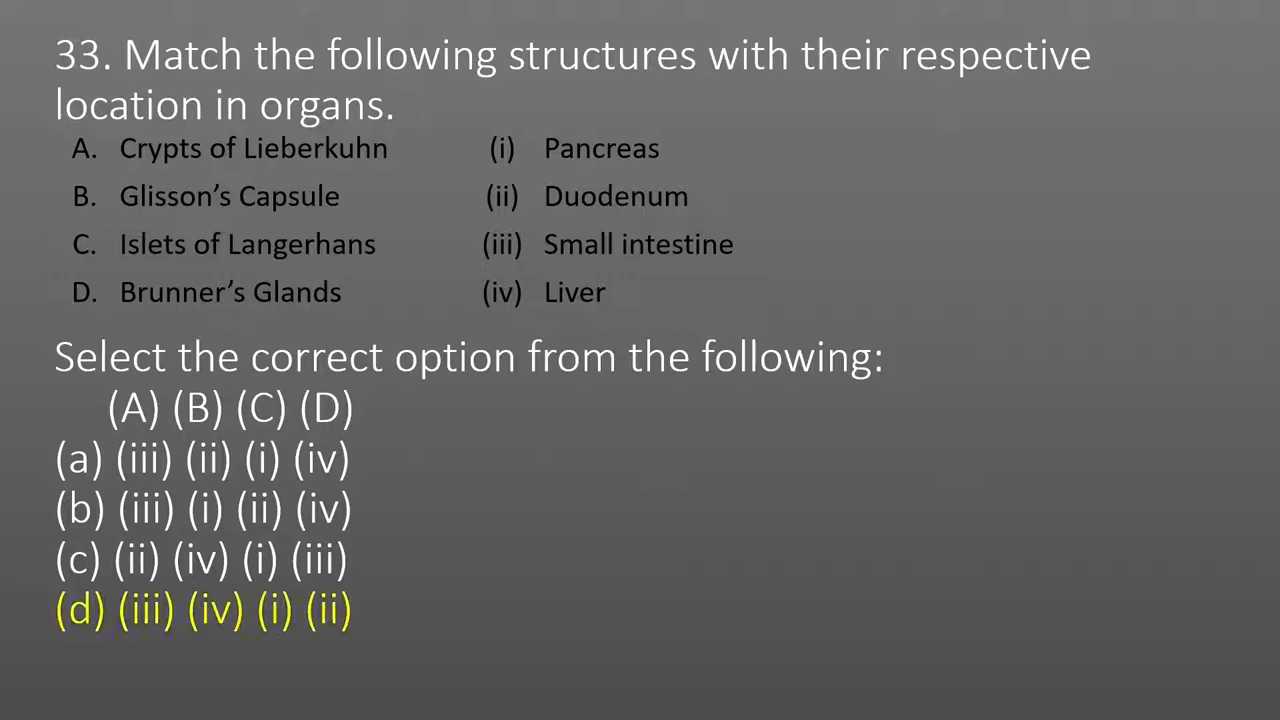 33. Match the following structures with their respective
location in organs.
A. Crypts of Lieberkuhn (i) Pancreas
B. Glisson’s Capsule (ii) Duodenum
C. Islets of Langerhans (iii) Small intestine
D. Brunner’s Glands (iv) Liver
Select the correct option from the following:
(A) (B) (C) (D)
(a) (iii) (ii) (i) (iv)
(b) (iii) (i) (ii) (iv)
(c) (ii) (iv) (i) (iii)
(d) (iii) (iv) (i) (ii)